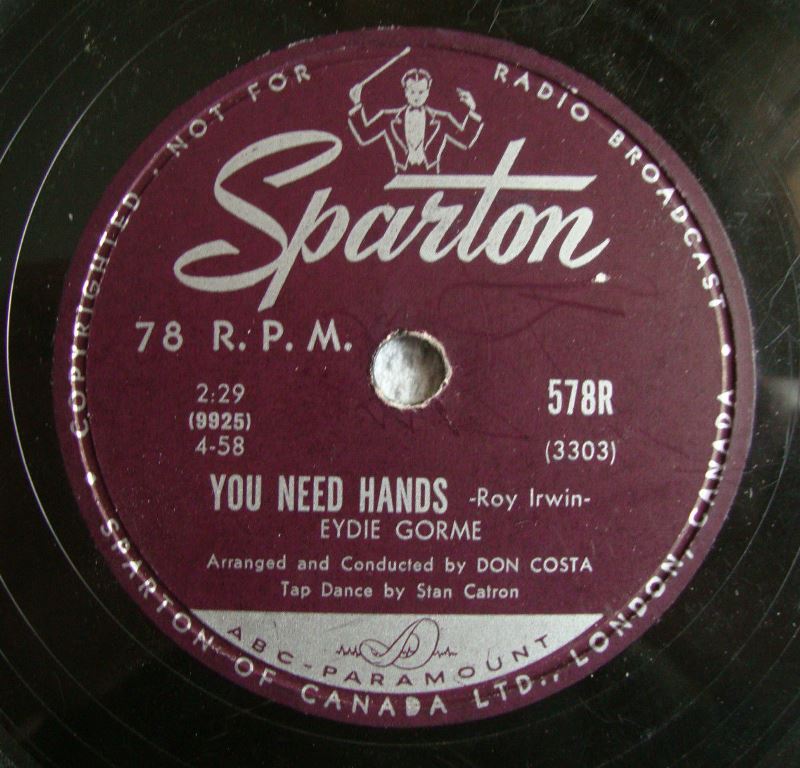 COPYRIGHTED . NOT FOR RADIO BROADCAST
Sparton
78 R.P.M.
2:29
(9925)
4-58
578R
(3303)
YOU NEED HANDS -Roy Irwin-
EYDIE GORME
Arranged and Conducted by DON COSTA
Tap Dance by Stan Catron
ABC-PARAMOUNT
SPARTON OF CANADA LTD., LONDON, CANADA